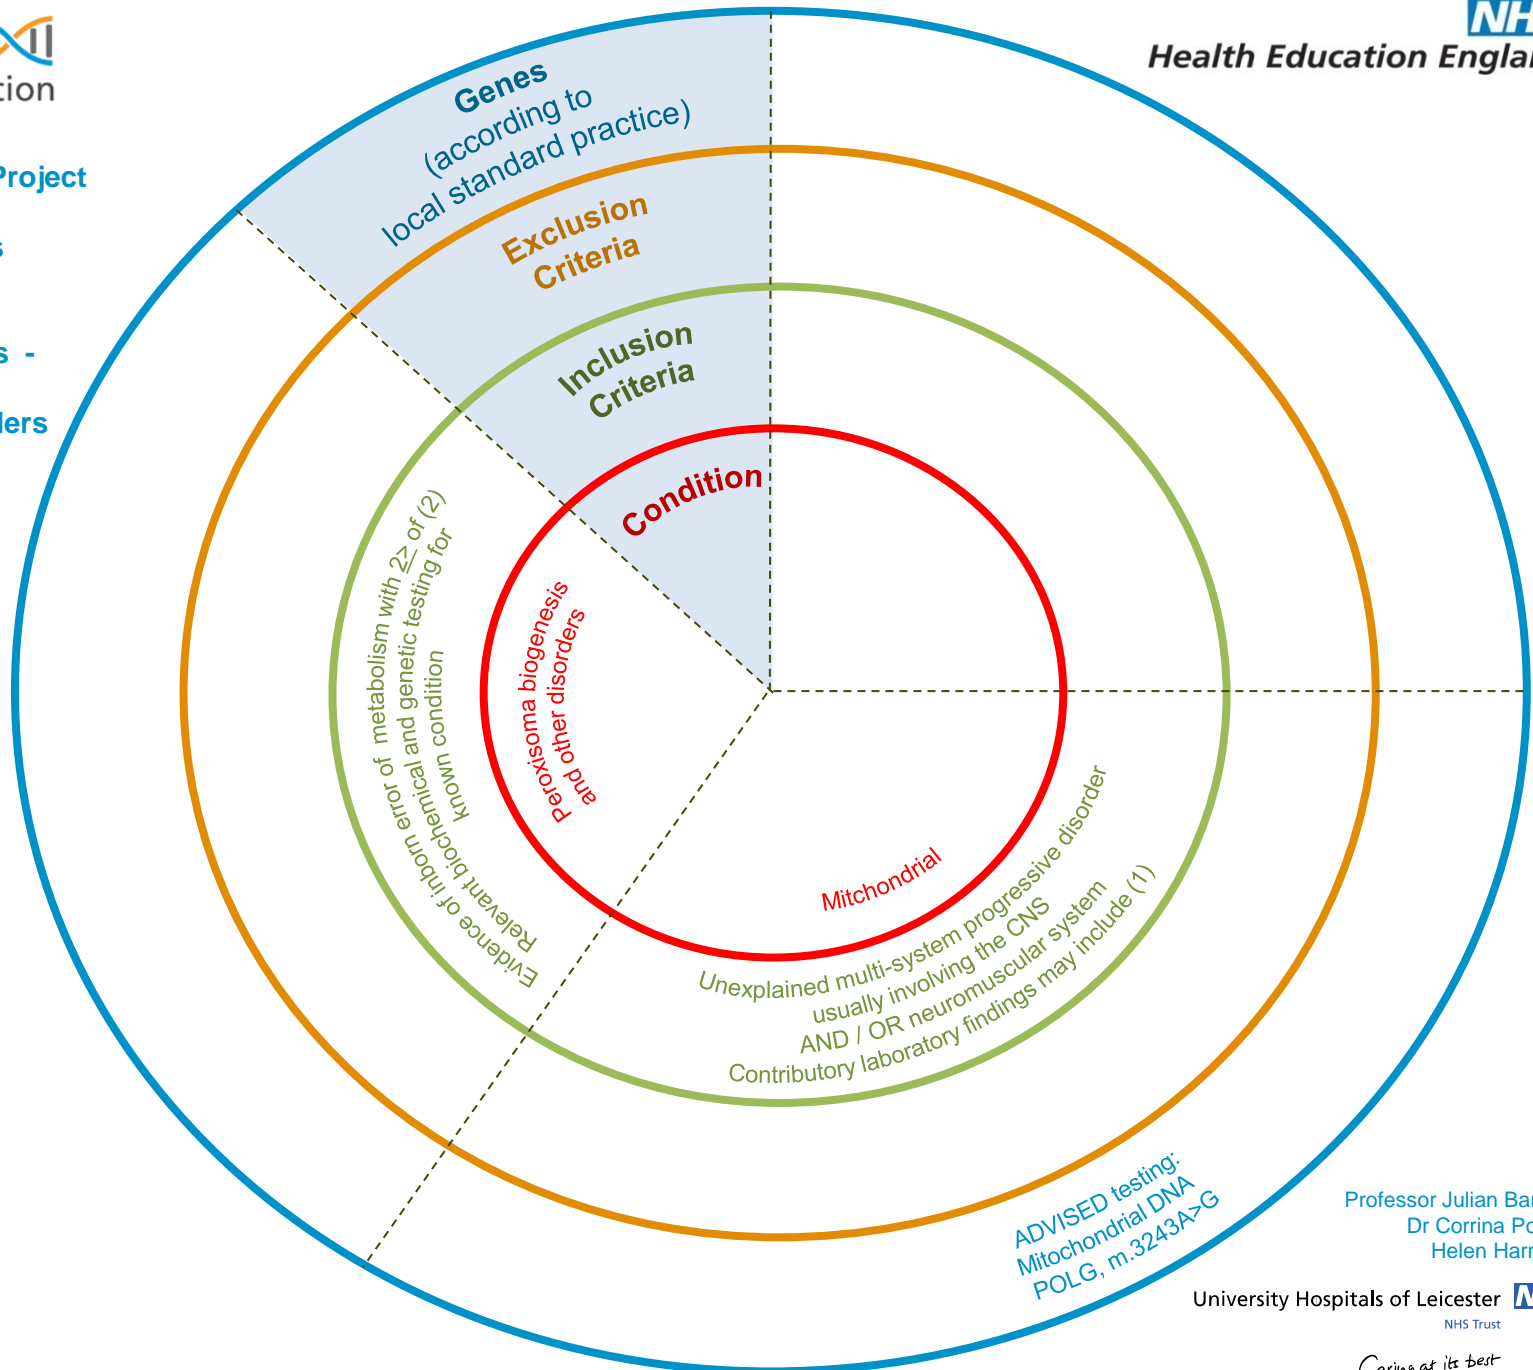 tion
NH
Health Education Englan
Project
s
s -
lers
Genes
(according to
local standard practice)
Exclusion
Criteria
Inclusion
Criteria
Condition
Peroxisoma biogenesis
and other disorders
Evidence of inborn error of metabolism with 2≥ of (2)
Relevant biochemical and genetic testing for
known condition
Mitchondrial
Unexplained multi-system progressive disorder
usually involving the CNS
AND / OR neuromuscular system
Contributory laboratory findings may include (1)
ADVISED testing:
Mitochondrial DNA
POLG, m.3243A>G
Professor Julian Bar
Dr Corrina Po
Helen Harr
University Hospitals of Leicester N
NHS Trust
Caring at its best